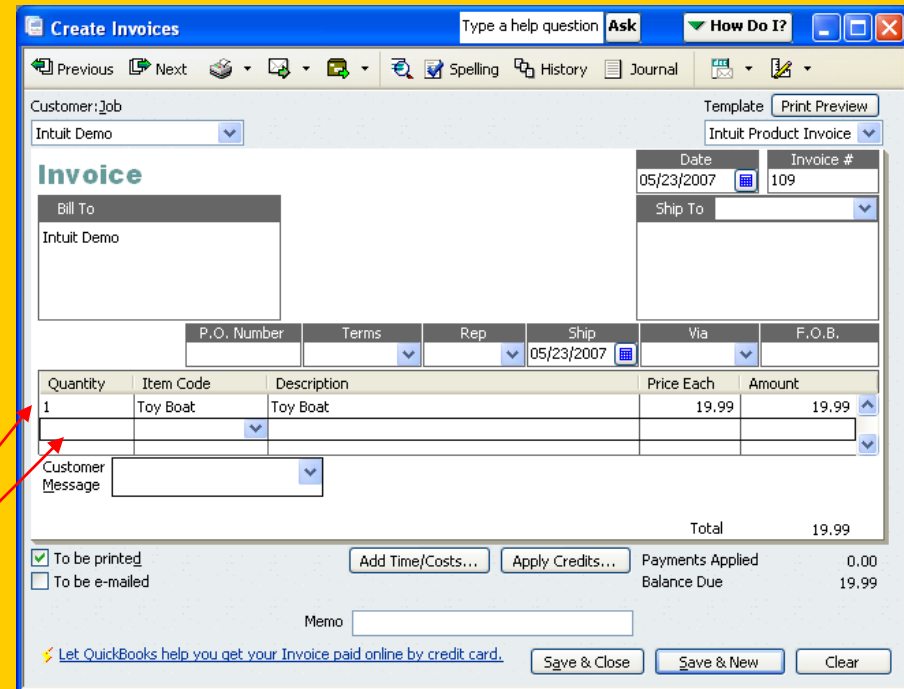 Create Invoices Type a help question Ask How Do I?
Previous Next Spelling History Journal
Customer:Job Template Print Preview
Intuit Demo Intuit Product Invoice
Invoice Date Invoice #
05/23/2007 109
Bill To Ship To
Intuit Demo
P.O. Number Terms Rep Ship Via F.O.B.
05/23/2007
Quantity Item Code Description Price Each Amount
1 Toy Boat Toy Boat 19.99 19.99
Customer
Message
Total 19.99
To be printed Add Time/Costs... Apply Credits... Payments Applied 0.00
To be e-mailed Balance Due 19.99
Memo
Let QuickBooks help you get your Invoice paid online by credit card. Save & Close Save & New Clear